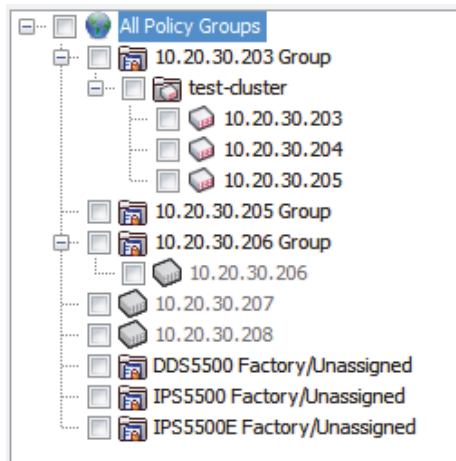 All Policy Groups
10.20.30.203 Group
test-cluster
10.20.30.203
10.20.30.204
10.20.30.205
10.20.30.205 Group
10.20.30.206 Group
10.20.30.206
10.20.30.207
10.20.30.208
DDS5500 Factory/Unassigned
IPS5500 Factory/Unassigned
IPS5500E Factory/Unassigned